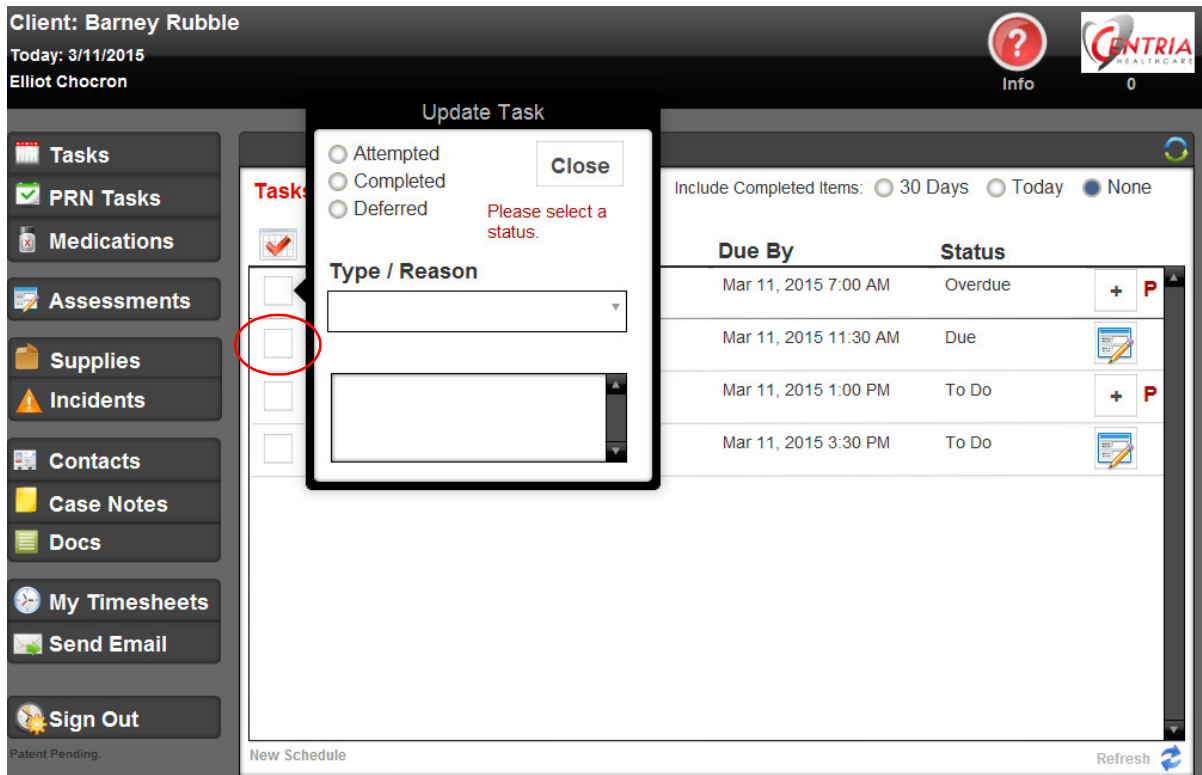 Client: Barney Rubble
Today: 3/11/2015
Elliot Chocron
Info
CENTRIA
HEALTHCARE
0
Tasks
PRN Tasks
Medications
Assessments
Supplies
Incidents
Contacts
Case Notes
Docs
My Timesheets
Send Email
Sign Out
Patent Pending.
Update Task
Attempted
Completed
Deferred
Close
Please select a
status.
Type / Reason
Tasks
Include Completed Items: 30 Days Today None
Due By Status
Mar 11, 2015 7:00 AM Overdue + P
Mar 11, 2015 11:30 AM Due
Mar 11, 2015 1:00 PM To Do + P
Mar 11, 2015 3:30 PM To Do
New Schedule
Refresh